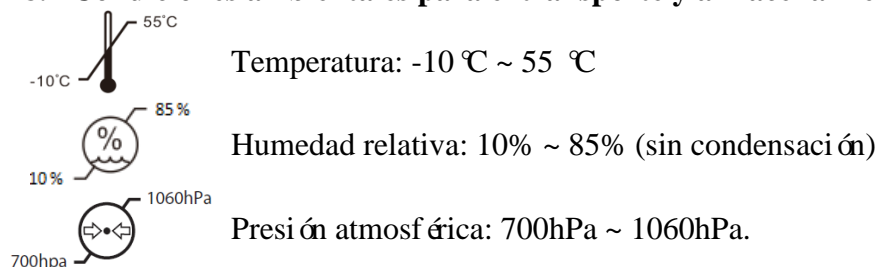 55°C
-10°C
Temperatura: -10 ℃ ~ 55 ℃
85 %
%
10 %
Humedad relativa: 10% ~ 85% (sin condensación)
1060hPa
700hPa
Presión atmosférica: 700hPa ~ 1060hPa.